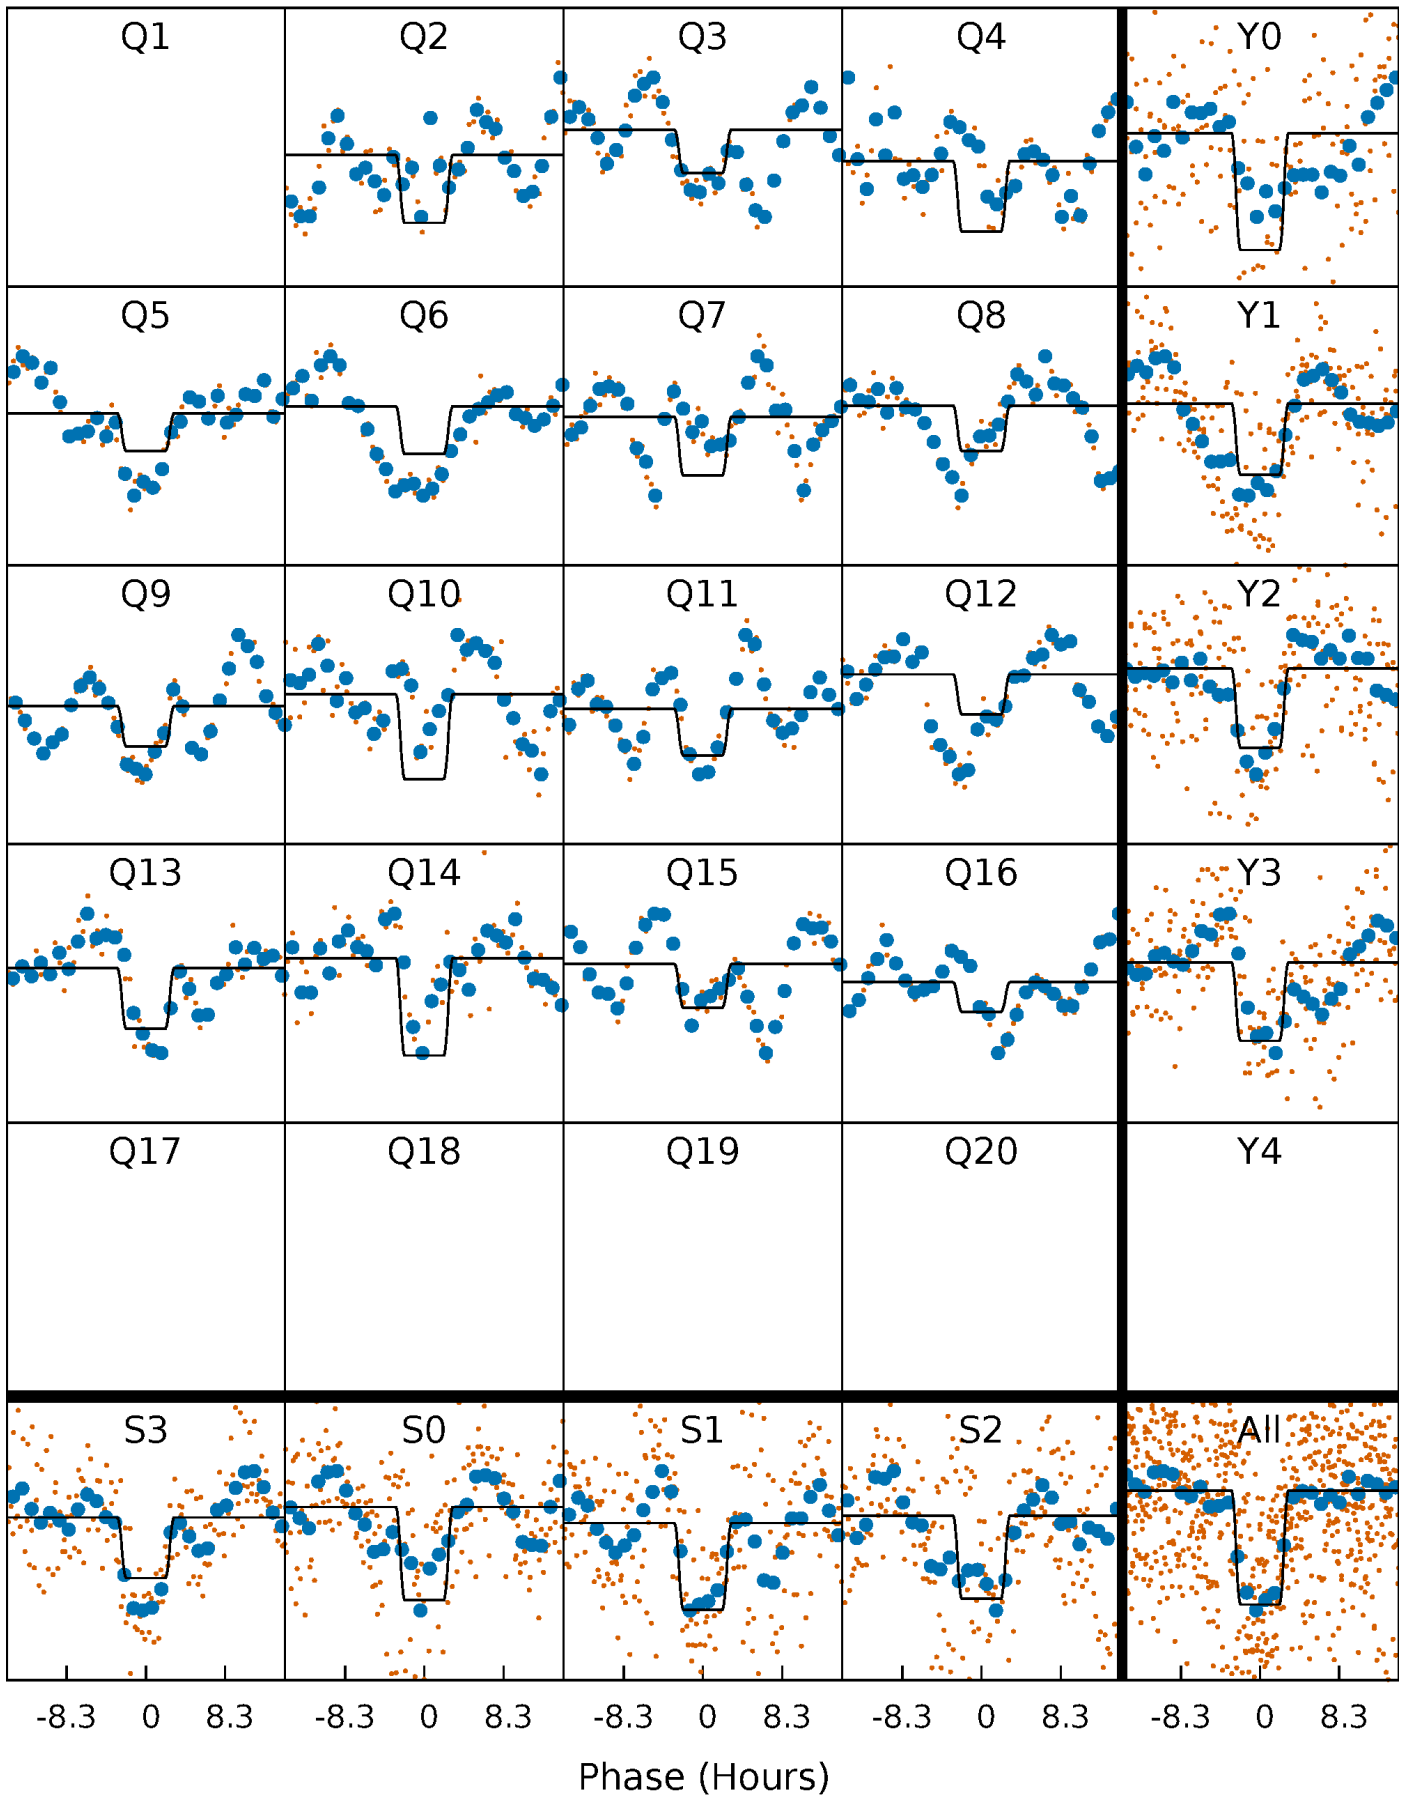 Q1 Q2 Q3 Q4 Y0
Q5 Q6 Q7 Q8 Y1
Q9 Q10 Q11 Q12 Y2
Q13 Q14 Q15 Q16 Y3
Q17 Q18 Q19 Q20 Y4
S3 S0 S1 S2 All
-8.3 0 8.3 -8.3 0 8.3 -8.3 0 8.3 -8.3 0 8.3 -8.3 0 8.3
Phase (Hours)